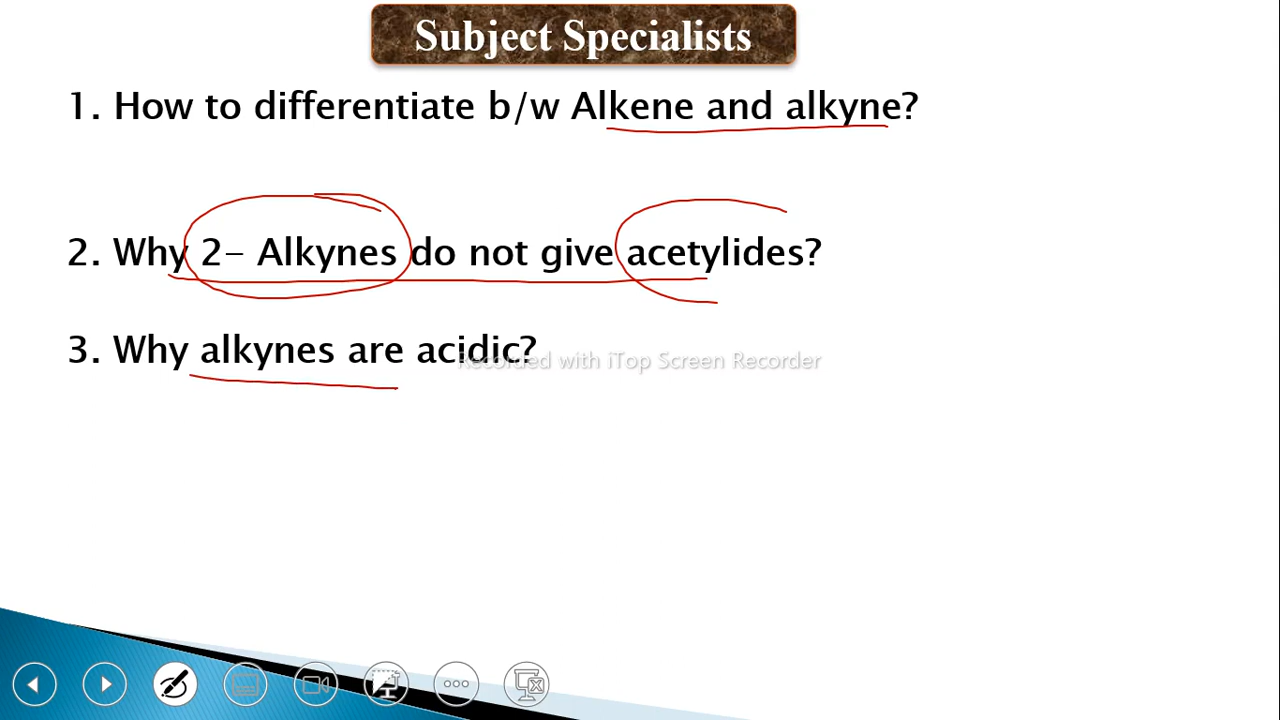 Subject Specialists
1. How to differentiate b/w Alkene and alkyne?
2. Why 2- Alkynes do not give acetylides?
3. Why alkynes are acidic?
Recorded with iTop Screen Recorder